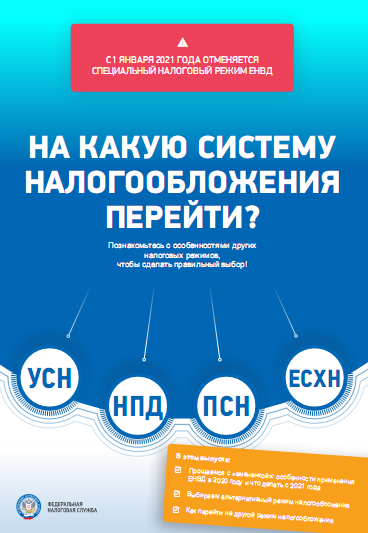 С 1 ЯНВАРЯ 2021 ГОДА ОТМЕНЯЕТСЯ
СПЕЦИАЛЬНЫЙ НАЛОГОВЫЙ РЕЖИМ ЕНВД
НА КАКУЮ СИСТЕМУ
НАЛОГООБЛОЖЕНИЯ
ПЕРЕЙТИ?
Познакомьтесь с особенностями других
налоговых режимов,
чтобы сделать правильный выбор!
УСН
НПД
ПСН
ЕСХН
В этом выпуске:
Прощаемся с «вмененкой»: особенности применения
ЕНВД в 2020 году и что делать с 2021 года
Выбираем альтернативный режим налогообложения
Как перейти на другой режим налогообложения
ФЕДЕРАЛЬНАЯ
НАЛОГОВАЯ СЛУЖБА